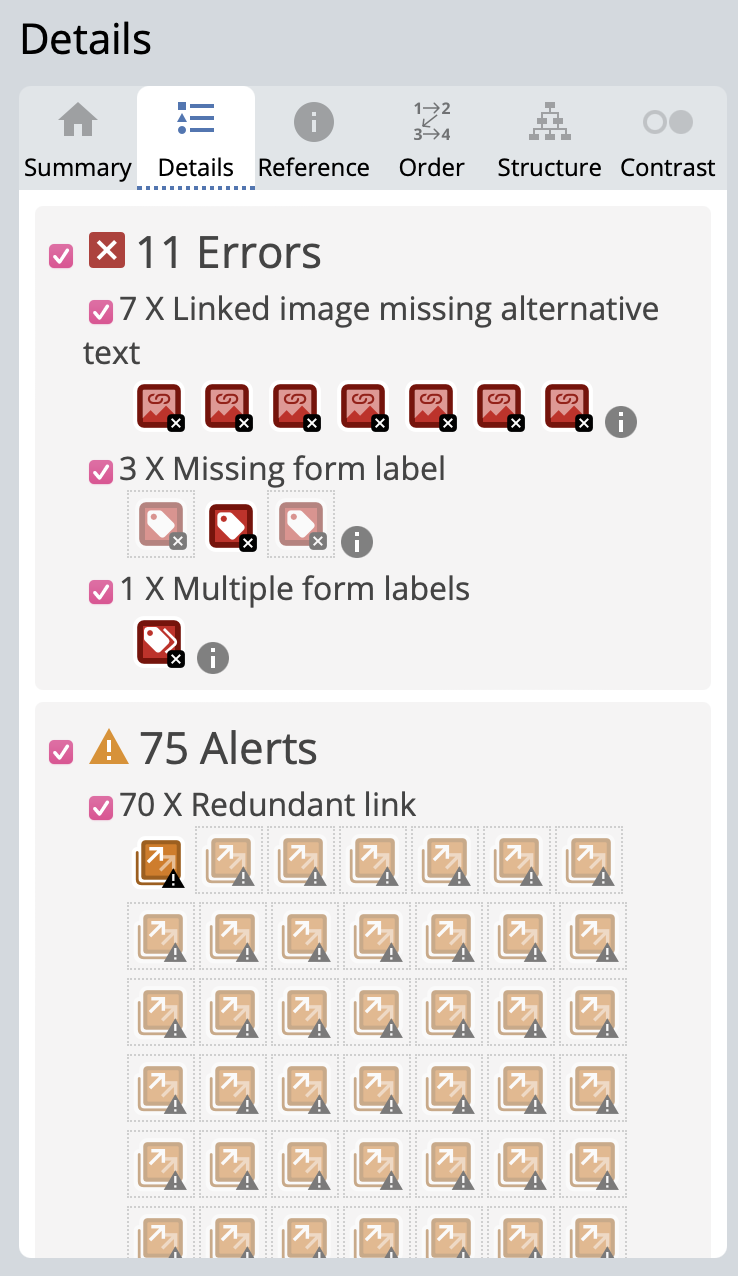 Details
Summary Details Reference Order Structure Contrast
1→2
3→4
11 Errors
7 X Linked image missing alternative
text
3 X Missing form label
1 X Multiple form labels
75 Alerts
70 X Redundant link